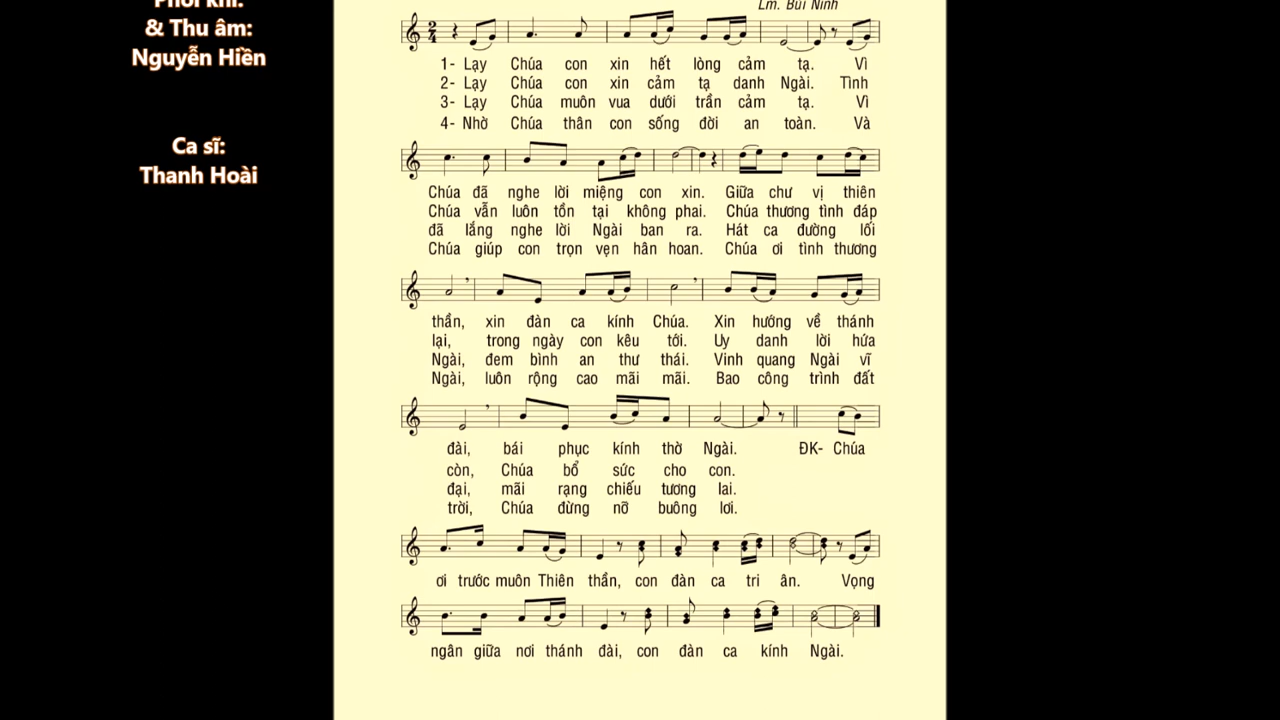 Phối khí:
& Thu âm:
Nguyễn Hiền
Ca sĩ:
Thanh Hoài
Lm. Bùi Ninh
2
4
1- Lạy Chúa con xin hết lòng cảm tạ. Vì
2- Lạy Chúa con xin cảm tạ danh Ngài. Tình
3- Lạy Chúa muôn vua dưới trần cảm tạ. Vì
4- Nhờ Chúa thân con sống đời an toàn. Và
Chúa đã nghe lời miệng con xin. Giữa chư vị thiên
Chúa vẫn luôn tồn tại không phai. Chúa thương tình đáp
đã lắng nghe lời Ngài ban ra. Hát ca đường lối
Chúa giúp con trọn vẹn hân hoan. Chúa ơi tình thương
thần, xin đàn ca kính Chúa. Xin hướng về thánh
lại, trong ngày con kêu tới. Uy danh lời hứa
Ngài, đem bình an thư thái. Vinh quang Ngài vĩ
Ngài, luôn rộng cao mãi mãi. Bao công trình đất
đài, bái phục kính thờ Ngài. ĐK- Chúa
còn, Chúa bổ sức cho con.
đại, mãi rạng chiếu tương lai.
trời, Chúa đừng nỡ buông lơi.
ơi trước muôn Thiên thần, con đàn ca tri ân. Vọng
ngân giữa nơi thánh đài, con đàn ca kính Ngài.